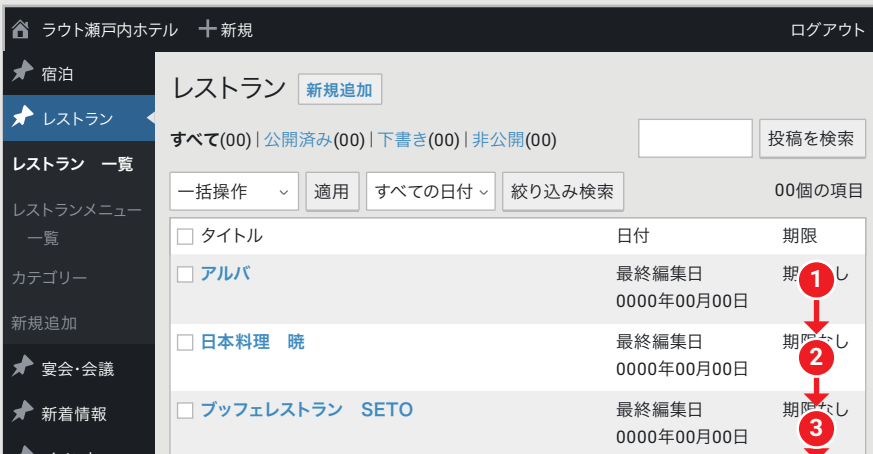 ラウト瀬戸内ホテル ＋新規 ログアウト
宿泊
レストラン
レストラン　一覧
レストランメニュー
一覧
カテゴリー
新規追加
宴会・会議
新着情報
レストラン 新規追加
すべて(00) | 公開済み(00) | 下書き(00) | 非公開(00) 投稿を検索
一括操作 適用 すべての日付 絞り込み検索 00個の項目
タイトル 日付 期限
アルバ 最終編集日 期 し
0000年00月00日
1
日本料理　暁 最終編集日 期限なし
0000年00月00日
2
ブッフェレストラン　SETO 最終編集日 期限なし
0000年00月00日
3